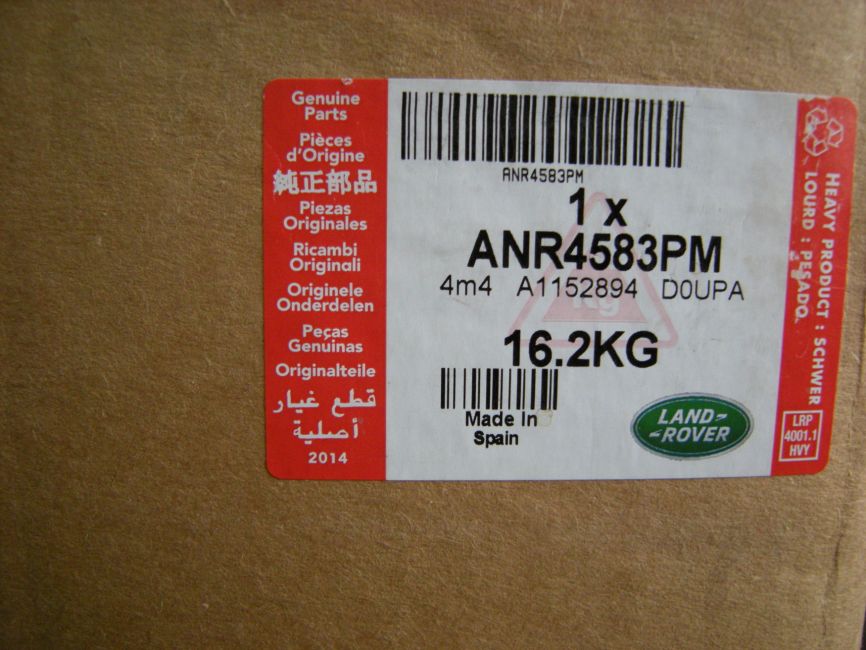 Genuine
Parts
Pièces
d'Origine
純正部品
Piezas
Originales
Ricambi
Originali
Originele
Onderdelen
Peças
Genuinas
Originalteile
قطع غيار
أصلية
2014
ANR4583PM
1 x
ANR4583PM
4m4 A1152894 D0UPA
Kg
16.2KG
Made In
Spain
LAND-
-ROVER
HEAVY PRODUCT : SCHWER
LOURD : PESADO
LRP
4001.1
HVY